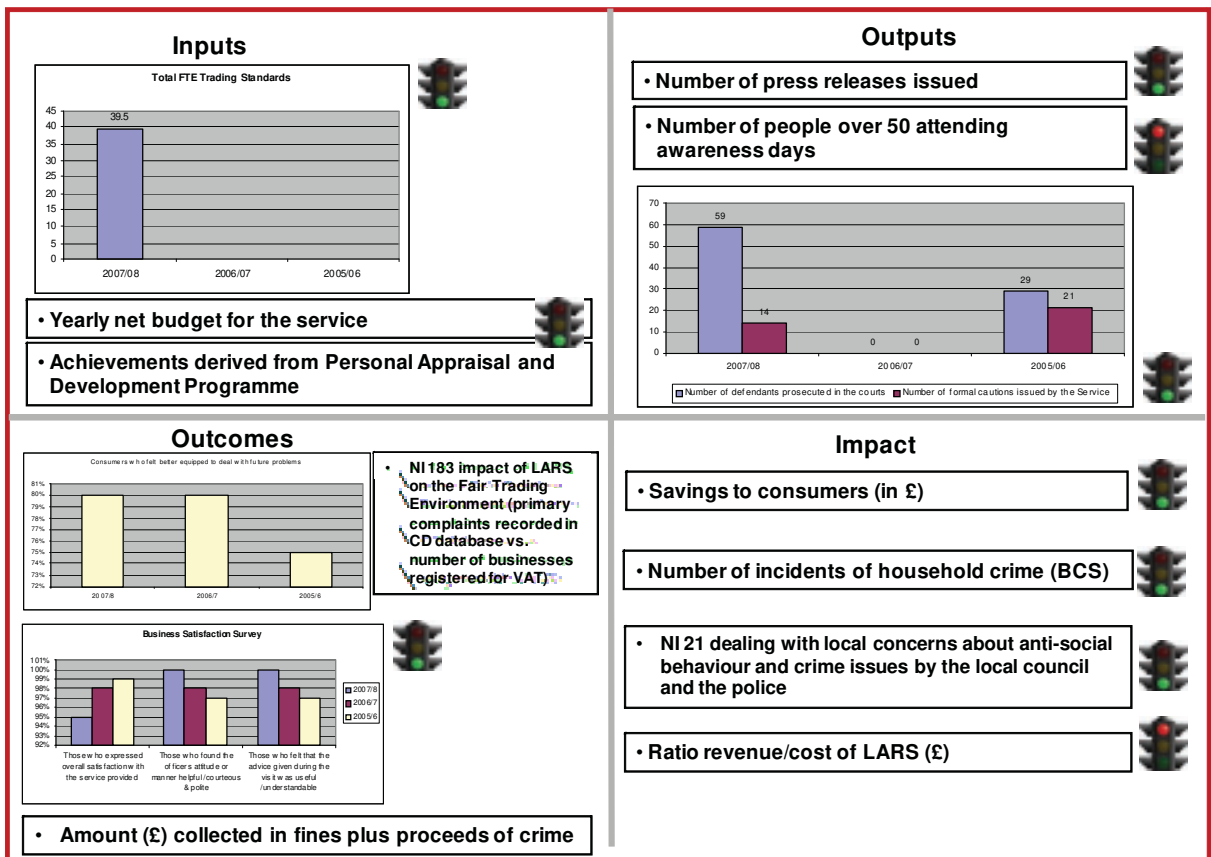 Inputs
Total FTE Trading Standards
45
40
35
30
25
20
15
10
5
0
39.5
2007/08 2006/07 2005/06
• Yearly net budget for the service
• Achievements derived from Personal Appraisal and
Development Programme
Outputs
• Number of press releases issued
• Number of people over 50 attending
awareness days
70
60
50
40
30
20
10
0
59
14
0 0
29
21
2007/08 2006/07 2005/06
Number of defendants prosecuted in the courts Number of formal cautions issued by the Service
Outcomes
Consumers who felt better equipped to deal with future problems
81%
80%
79%
78%
77%
76%
75%
74%
73%
72%
2007/8 2006/7 2005/6
• NI 183 impact of LARS
on the Fair Trading
Environment (primary
complaints recorded in
CD database vs.
number of businesses
registered for VAT)
Business Satisfaction Survey
101%
100%
99%
98%
97%
96%
95%
94%
93%
92%
Those who expressed
overall satisfaction with
the service provided
Those who found the
officers attitude or
manner helpful/courteous
& polite
Those who felt that the
advice given during the
visit was useful
/understandable
2007/8
2006/7
2005/6
• Amount (£) collected in fines plus proceeds of crime
Impact
• Savings to consumers (in £)
• Number of incidents of household crime (BCS)
• NI 21 dealing with local concerns about anti-social
behaviour and crime issues by the local council
and the police
• Ratio revenue/cost of LARS (£)